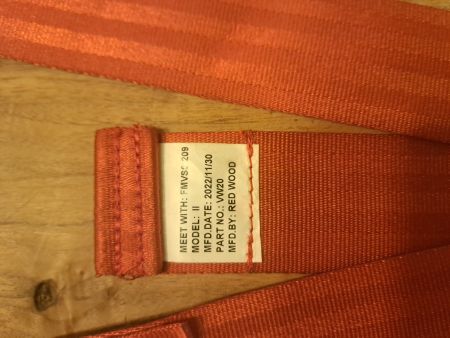 MEET WITH: FMVSS 209
MODEL: II
MFD.DATE: 2022/11/30
PART NO.: VW20
MFD.BY: RED WOOD